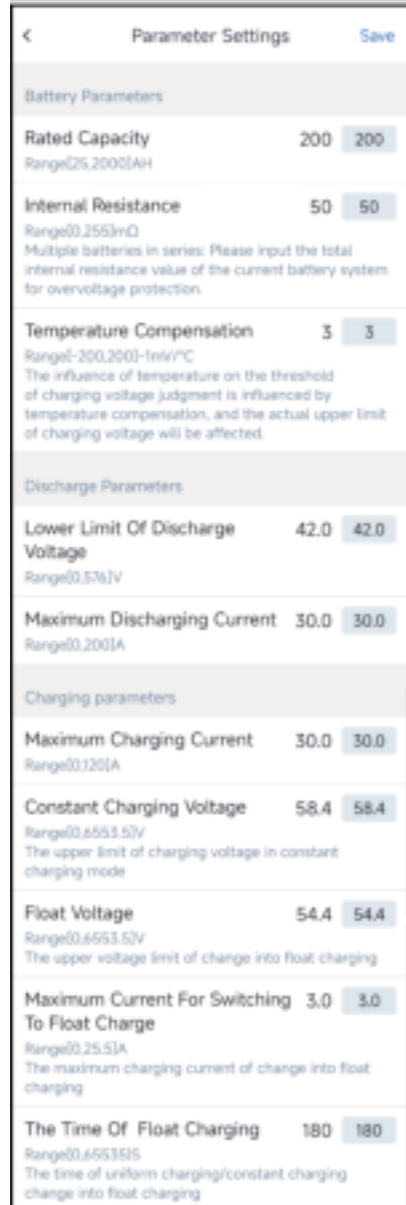 < Parameter Settings Save
Battery Parameters
Rated Capacity 200 200
Range[25,2000]AH
Internal Resistance 50 50
Range[0,255]mΩ
Multiple batteries in series: Please input the total
internal resistance value of the current battery system
for overvoltage protection.
Temperature Compensation 3 3
Range[-200,200]-1mV/°C
The influence of temperature on the threshold
of charging voltage judgment is influenced by
temperature compensation, and the actual upper limit
of charging voltage will be affected.
Discharge Parameters
Lower Limit Of Discharge 42.0 42.0
Voltage
Range[0,576]V
Maximum Discharging Current 30.0 30.0
Range[0,200]A
Charging parameters
Maximum Charging Current 30.0 30.0
Range[0,120]A
Constant Charging Voltage 58.4 58.4
Range[0,6553.5]V
The upper limit of charging voltage in constant
charging mode
Float Voltage 54.4 54.4
Range[0,6553.5]V
The upper voltage limit of change into float charging
Maximum Current For Switching 3.0 3.0
To Float Charge
Range[0,25.5]A
The maximum charging current of change into float
charging
The Time Of Float Charging 180 180
Range[0,65535]S
The time of uniform charging/constant charging
change into float charging